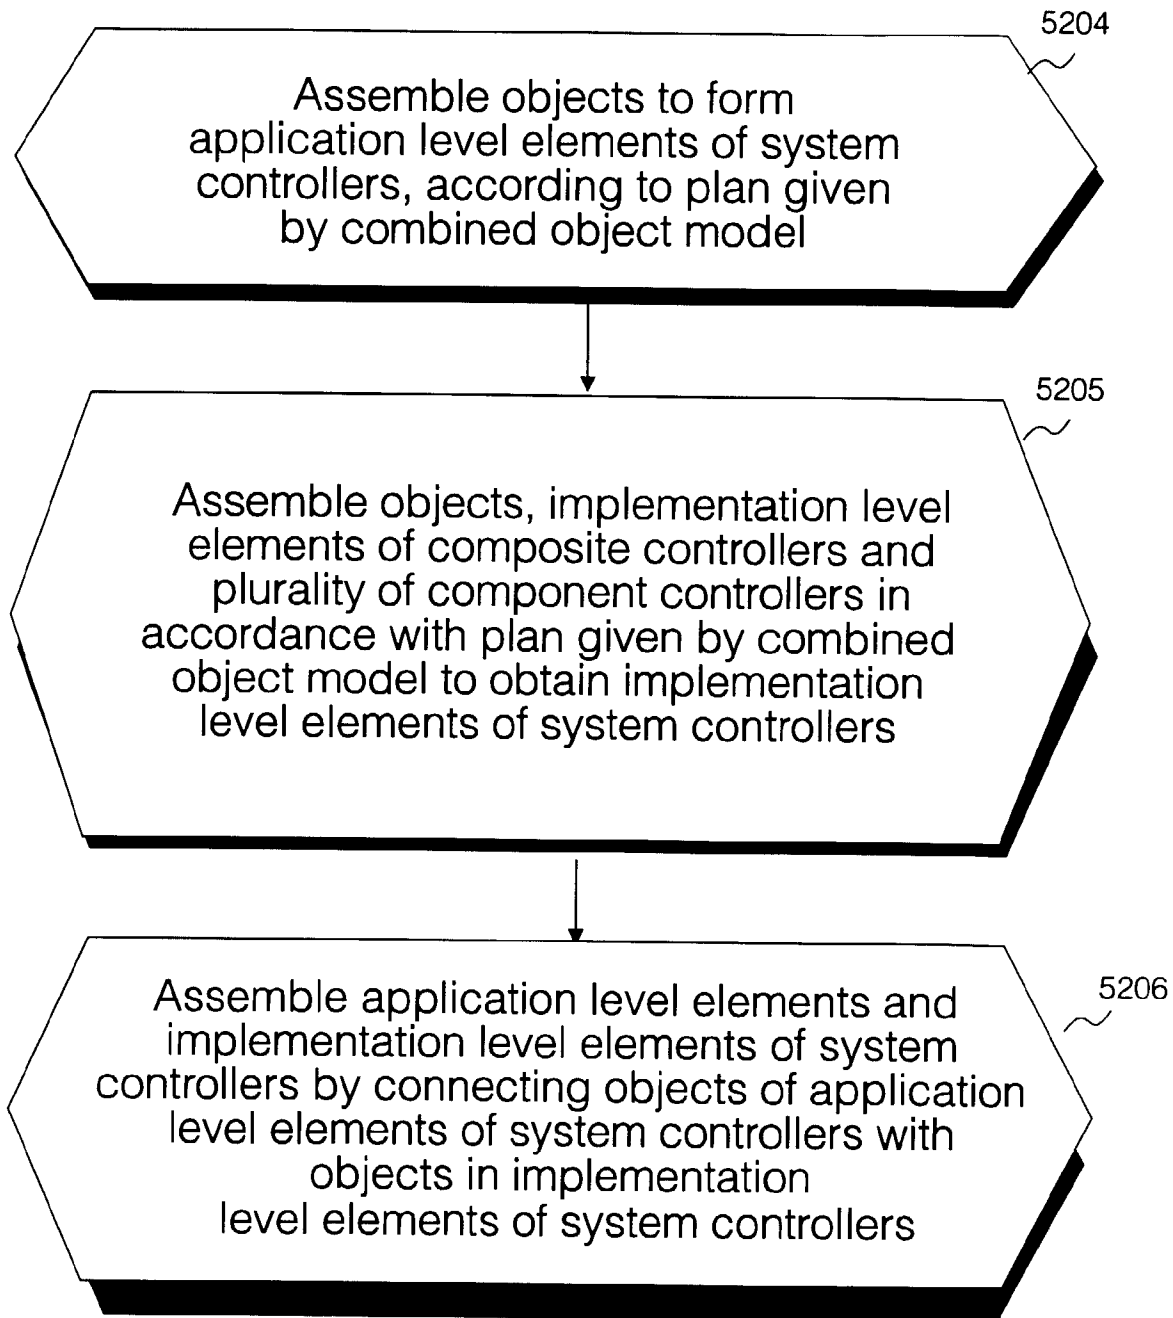 5204
Assemble objects to form
application level elements of system
controllers, according to plan given
by combined object model
5205
Assemble objects, implementation level
elements of composite controllers and
plurality of component controllers in
accordance with plan given by combined
object model to obtain implementation
level elements of system controllers
5206
Assemble application level elements and
implementation level elements of system
controllers by connecting objects of application
level elements of system controllers with
objects in implementation
level elements of system controllers